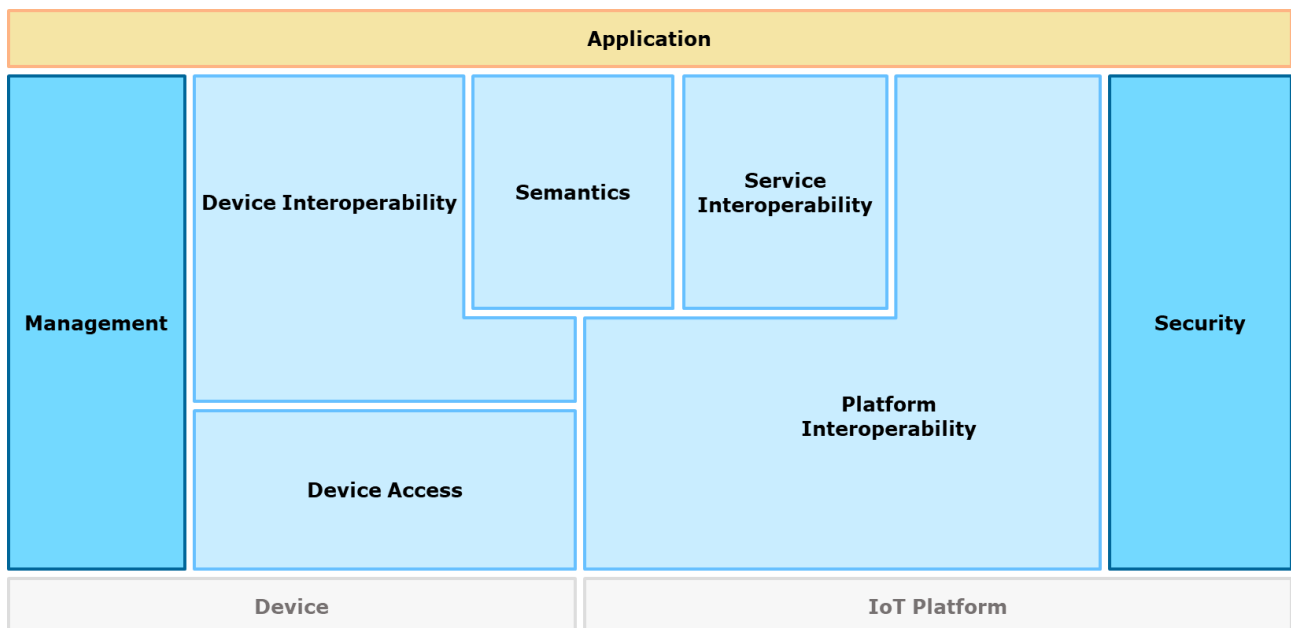 Application
Management
Device Interoperability
Semantics
Service
Interoperability
Security
Platform
Interoperability
Device Access
Device
IoT Platform